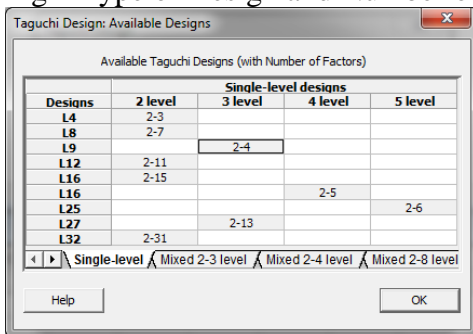 Taguchi Design: Available Designs
Available Taguchi Designs (with Number of Factors)
Single-level designs
Designs 2 level 3 level 4 level 5 level
L4 2-3
L8 2-7
L9 2-4
L12 2-11
L16 2-15
L16 2-5
L25 2-6
L27 2-13
L32 2-31
Single-level Mixed 2-3 level Mixed 2-4 level Mixed 2-8 level
Help OK